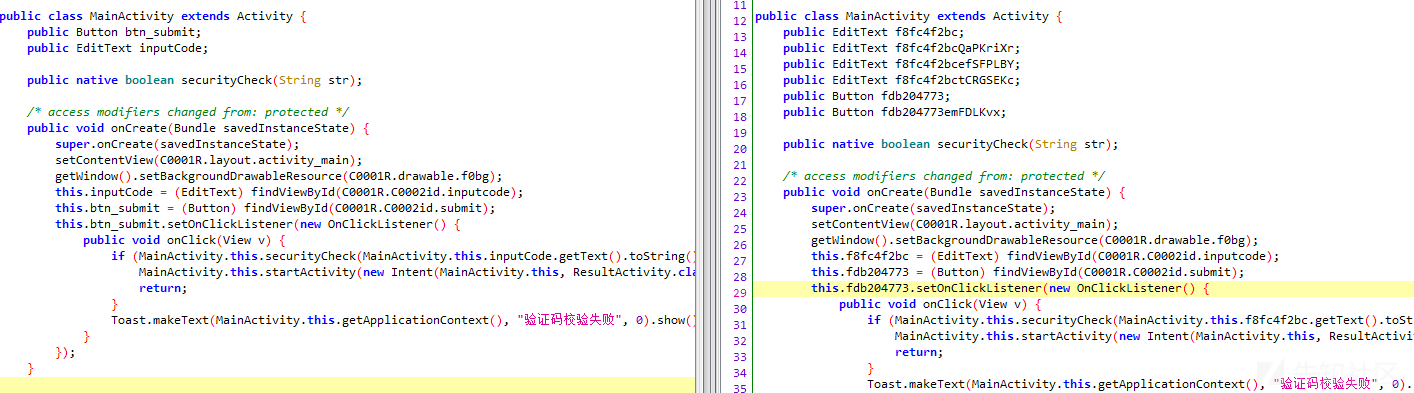 public class MainActivity extends Activity {
public Button btn_submit;
public EditText inputCode;
public native boolean securityCheck(String str);
/* access modifiers changed from: protected */
public void onCreate(Bundle savedInstanceState) {
super.onCreate(savedInstanceState);
setContentView(C0001R.layout.activity_main);
getWindow().setBackgroundDrawableResource(C0001R.drawable.f0bg);
this.inputCode = (EditText) findViewById(C0001R.C0002id.inputcode);
this.btn_submit = (Button) findViewById(C0001R.C0002id.submit);
this.btn_submit.setOnClickListener(new OnClickListener() {
public void onClick(View v) {
if (MainActivity.this.securityCheck(MainActivity.this.inputCode.getText().toString()
MainActivity.this.startActivity(new Intent(MainActivity.this, ResultActivity.cla
return;
}
Toast.makeText(MainActivity.this.getApplicationContext(), "验证码校验失败", 0).show()
}
});
}
11
12 public class MainActivity extends Activity {
13 public EditText f8fc4f2bc;
14 public EditText f8fc4f2bcQaPKriXr;
15 public EditText f8fc4f2bcefSFPLBY;
16 public EditText f8fc4f2bctCRGSEKc;
17 public Button fdb204773;
18 public Button fdb204773emFDLKvx;
19
20 public native boolean securityCheck(String str);
21
22 /* access modifiers changed from: protected */
23 public void onCreate(Bundle savedInstanceState) {
24 super.onCreate(savedInstanceState);
25 setContentView(C0001R.layout.activity_main);
26 getWindow().setBackgroundDrawableResource(C0001R.drawable.f0bg);
27 this.f8fc4f2bc = (EditText) findViewById(C0001R.C0002id.inputcode);
28 this.fdb204773 = (Button) findViewById(C0001R.C0002id.submit);
29 this.fdb204773.setOnClickListener(new OnClickListener() {
30 public void onClick(View v) {
31 if (MainActivity.this.securityCheck(MainActivity.this.f8fc4f2bc.getText().toSt
32 MainActivity.this.startActivity(new Intent(MainActivity.this, ResultActivi
33 return;
34 }
35 Toast.makeText(MainActivity.this.getApplicationContext(), "验证码校验失败", 0).